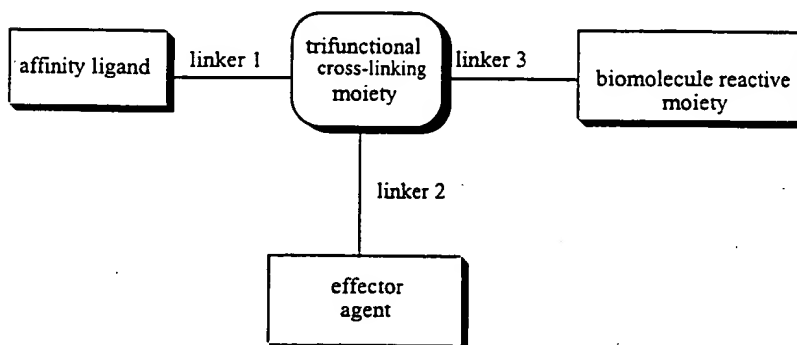 affinity ligand
linker 1
trifunctional
cross-linking
moiety
linker 3
biomolecule reactive
moiety
linker 2
effector
agent